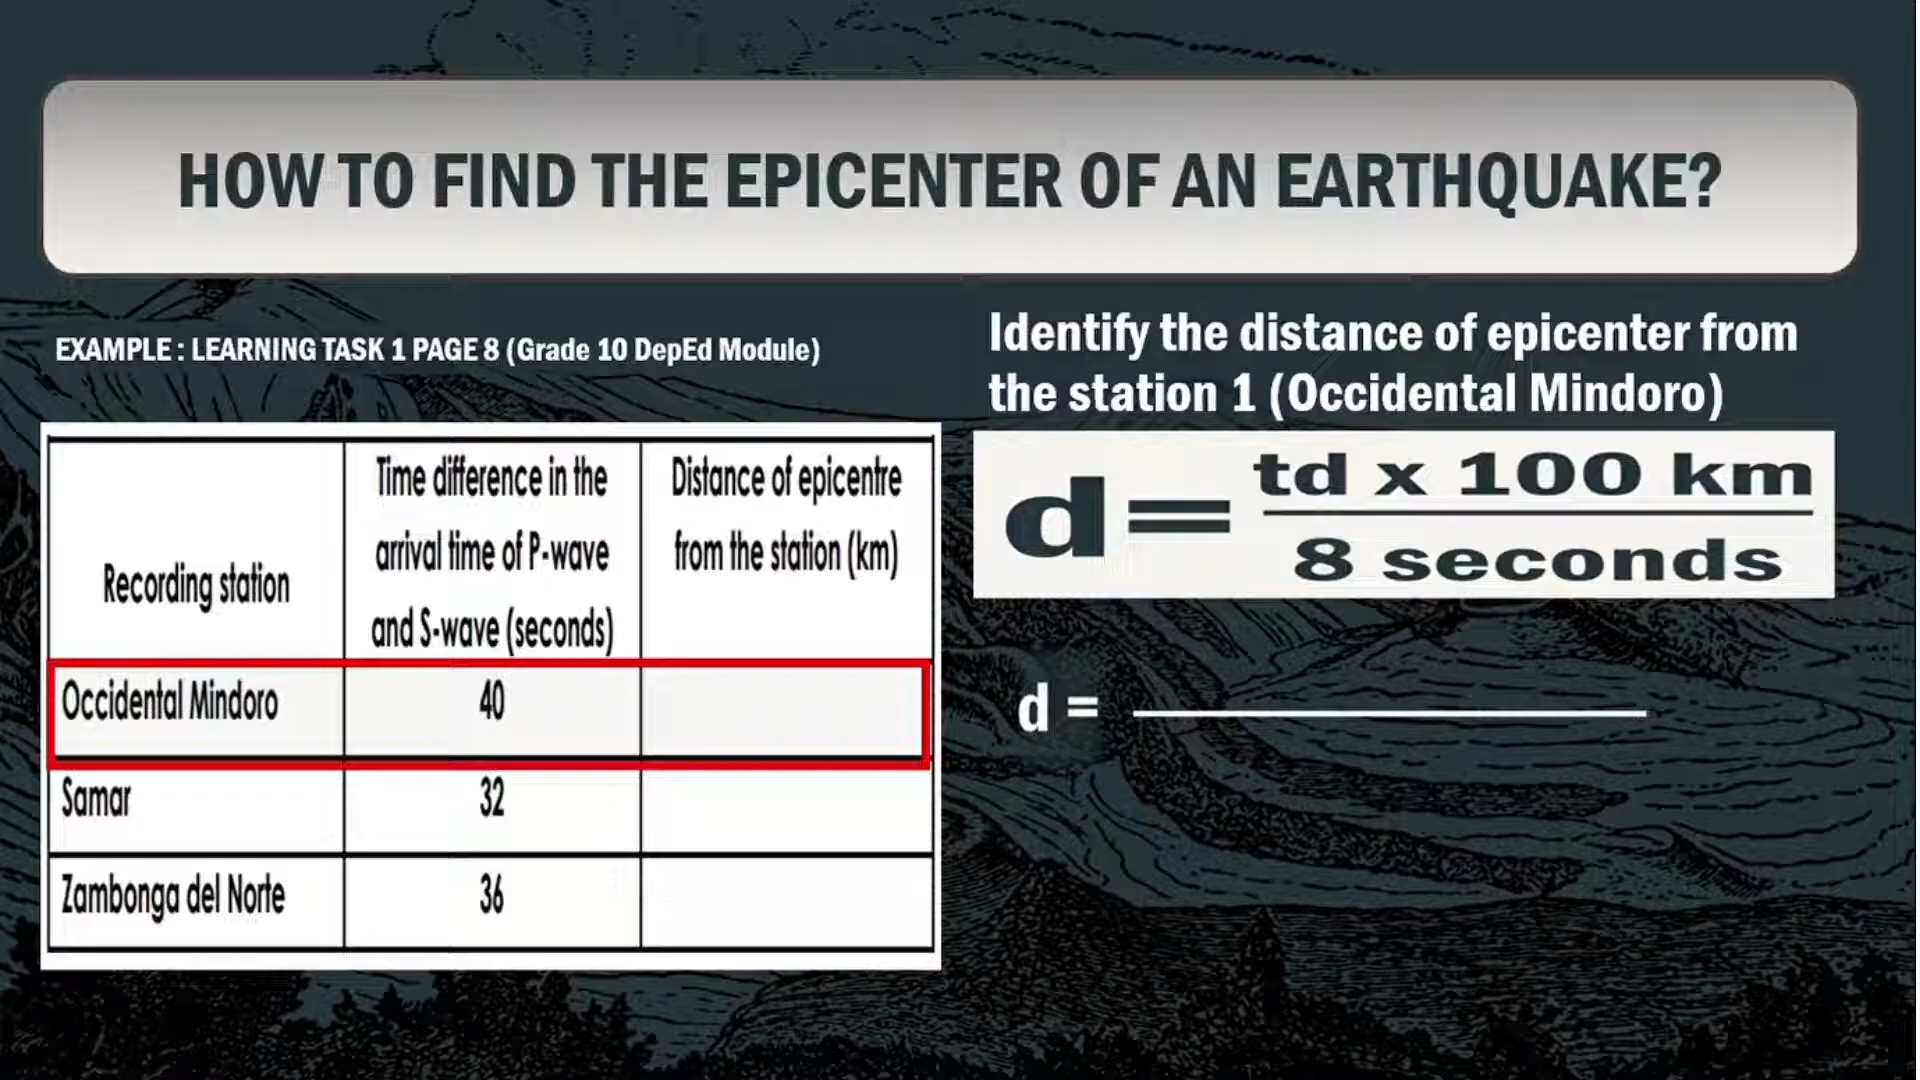 HOW TO FIND THE EPICENTER OF AN EARTHQUAKE?
EXAMPLE : LEARNING TASK 1 PAGE 8 (Grade 10 DepEd Module)
Recording station
Time difference in the
arrival time of P-wave
and S-wave (seconds)
Distance of epicentre
from the station (km)
Occidental Mindoro 40
Samar 32
Zambonga del Norte 36
Identify the distance of epicenter from
the station 1 (Occidental Mindoro)
d= td x 100 km
8 seconds
d =